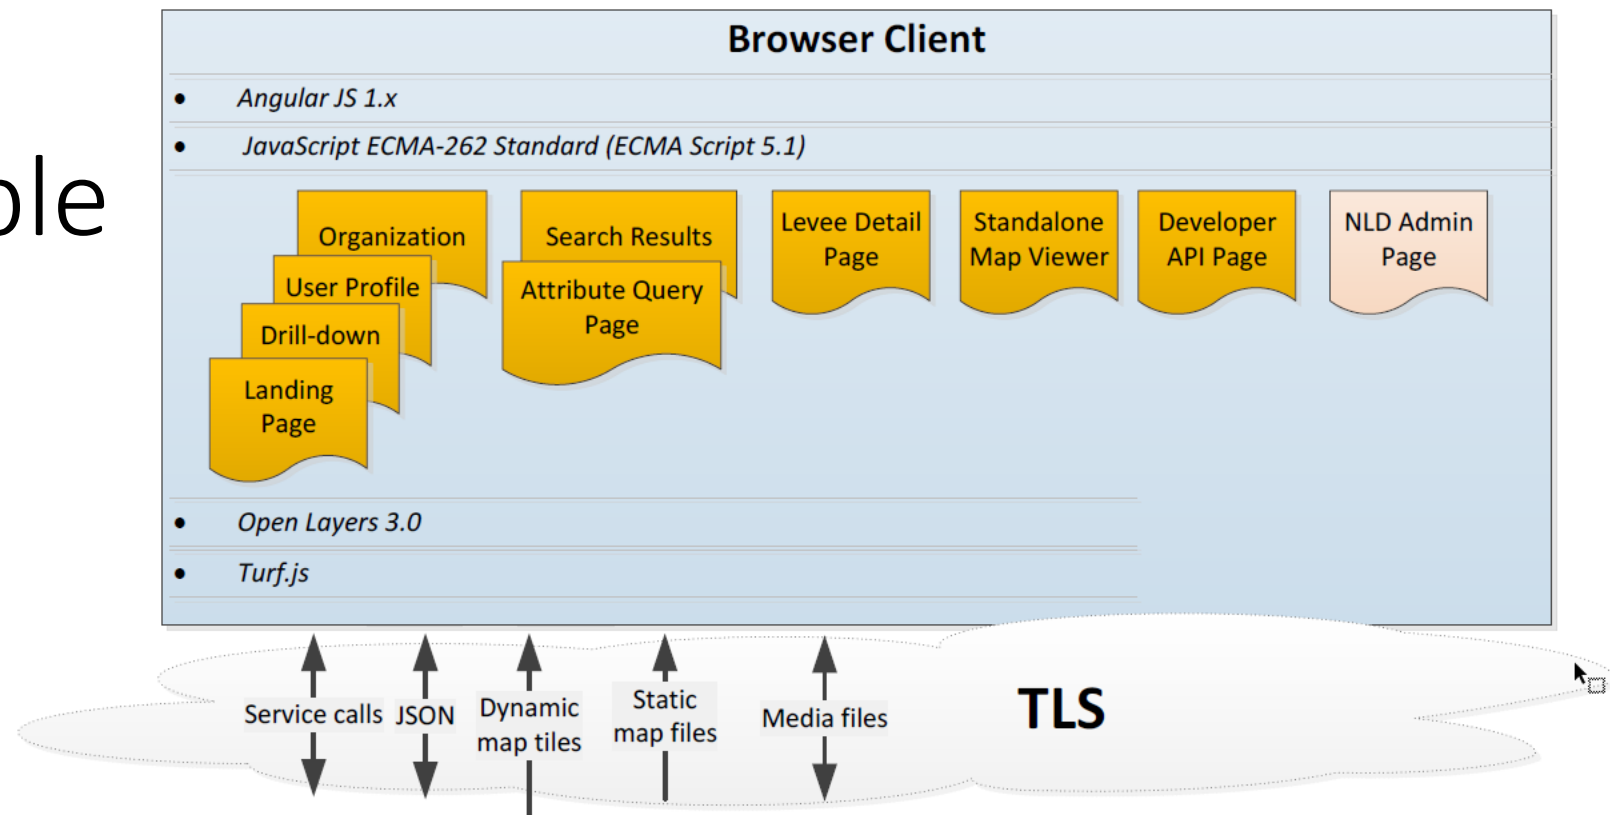 Browser Client
• Angular JS 1.x
• JavaScript ECMA-262 Standard (ECMA Script 5.1)
ple
Organization
User Profile
Drill-down
Landing
Page
Search Results
Attribute Query
Page
Levee Detail
Page
Standalone
Map Viewer
Developer
API Page
NLD Admin
Page
• Open Layers 3.0
• Turf.js
Service calls
JSON
Dynamic
map tiles
Static
map files
Media files
TLS